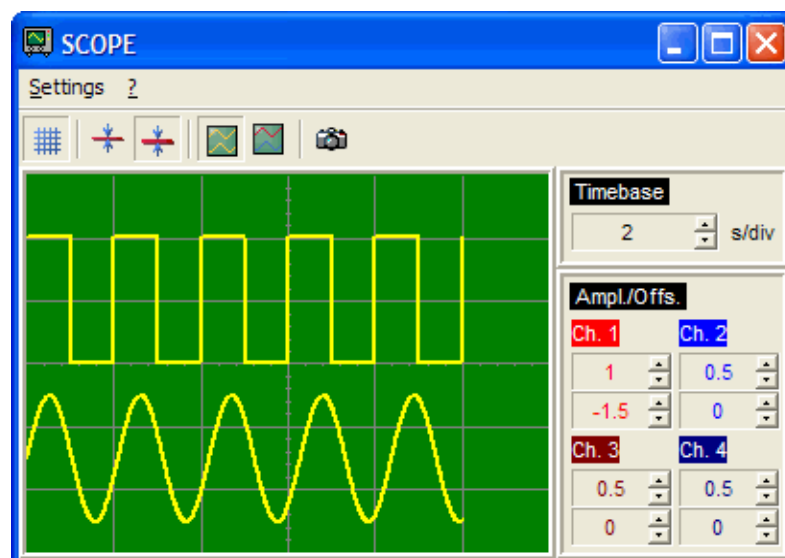 SCOPE
Settings ?
Timebase
2 s/div
Ampl./Offs.
Ch. 1 Ch. 2
1 0.5
-1.5 0
Ch. 3 Ch. 4
0.5 0.5
0 0